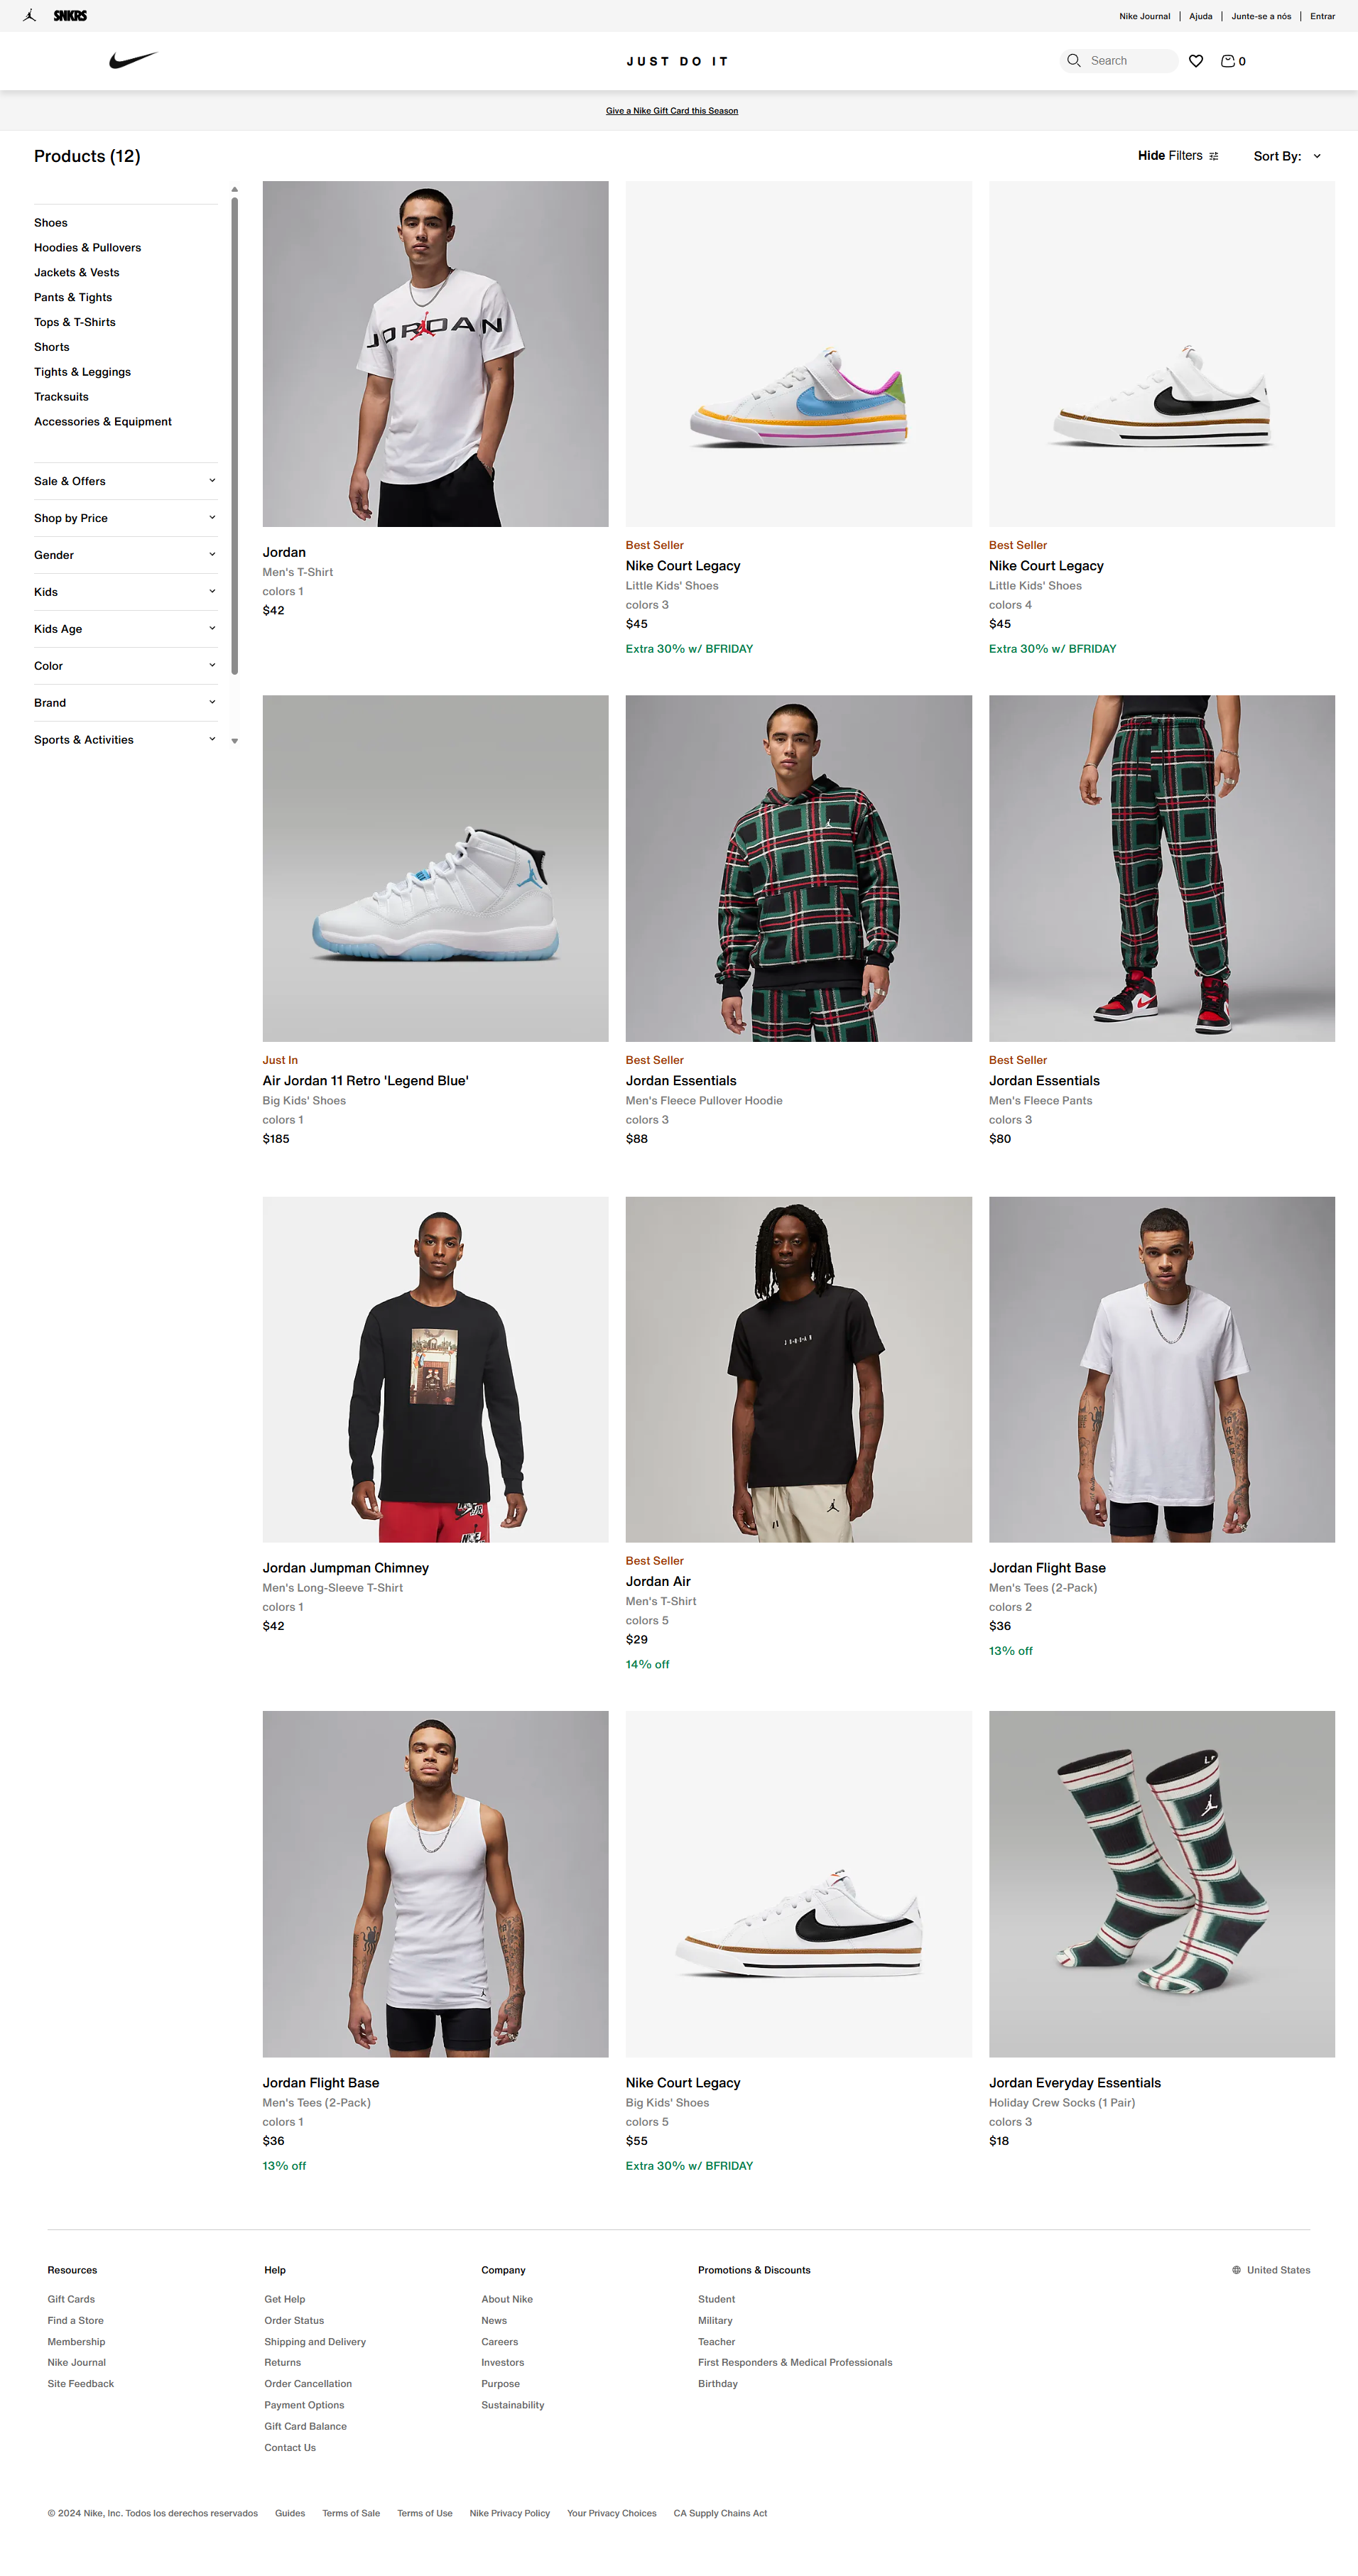 SNKRS
Nike Journal | Ajuda | Junte-se a nós | Entrar
JUST DO IT
Search
0
Give a Nike Gift Card this Season
Products (12)
Hide Filters
Sort By:
Shoes
Hoodies & Pullovers
Jackets & Vests
Pants & Tights
Tops & T-Shirts
Shorts
Tights & Leggings
Tracksuits
Accessories & Equipment
Sale & Offers
Shop by Price
Gender
Kids
Kids Age
Color
Brand
Sports & Activities
JORDAN
Jordan
Men's T-Shirt
colors 1
$42
Best Seller
Nike Court Legacy
Little Kids' Shoes
colors 3
$45
Extra 30% w/ BFRIDAY
Best Seller
Nike Court Legacy
Little Kids' Shoes
colors 4
$45
Extra 30% w/ BFRIDAY
Just In
Air Jordan 11 Retro 'Legend Blue'
Big Kids' Shoes
colors 1
$185
Best Seller
Jordan Essentials
Men's Fleece Pullover Hoodie
colors 3
$88
Best Seller
Jordan Essentials
Men's Fleece Pants
colors 3
$80
Jordan Jumpman Chimney
Men's Long-Sleeve T-Shirt
colors 1
$42
JORDAN
Best Seller
Jordan Air
Men's T-Shirt
colors 5
$29
14% off
Jordan Flight Base
Men's Tees (2-Pack)
colors 2
$36
13% off
Jordan Flight Base
Men's Tees (2-Pack)
colors 1
$36
13% off
Nike Court Legacy
Big Kids' Shoes
colors 5
$55
Extra 30% w/ BFRIDAY
Jordan Everyday Essentials
Holiday Crew Socks (1 Pair)
colors 3
$18
Resources
Gift Cards
Find a Store
Membership
Nike Journal
Site Feedback
Help
Get Help
Order Status
Shipping and Delivery
Returns
Order Cancellation
Payment Options
Gift Card Balance
Contact Us
Company
About Nike
News
Careers
Investors
Purpose
Sustainability
Promotions & Discounts
Student
Military
Teacher
First Responders & Medical Professionals
Birthday
United States
© 2024 Nike, Inc. Todos los derechos reservados
Guides
Terms of Sale
Terms of Use
Nike Privacy Policy
Your Privacy Choices
CA Supply Chains Act